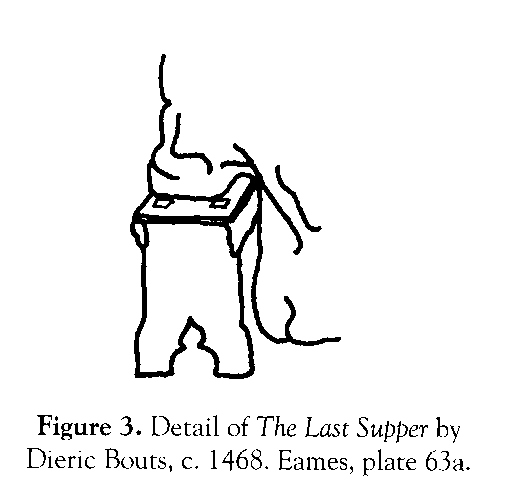 Figure 3. Detail of The Last Supper by
Dieric Bouts, c. 1468. Eames, plate 63a.